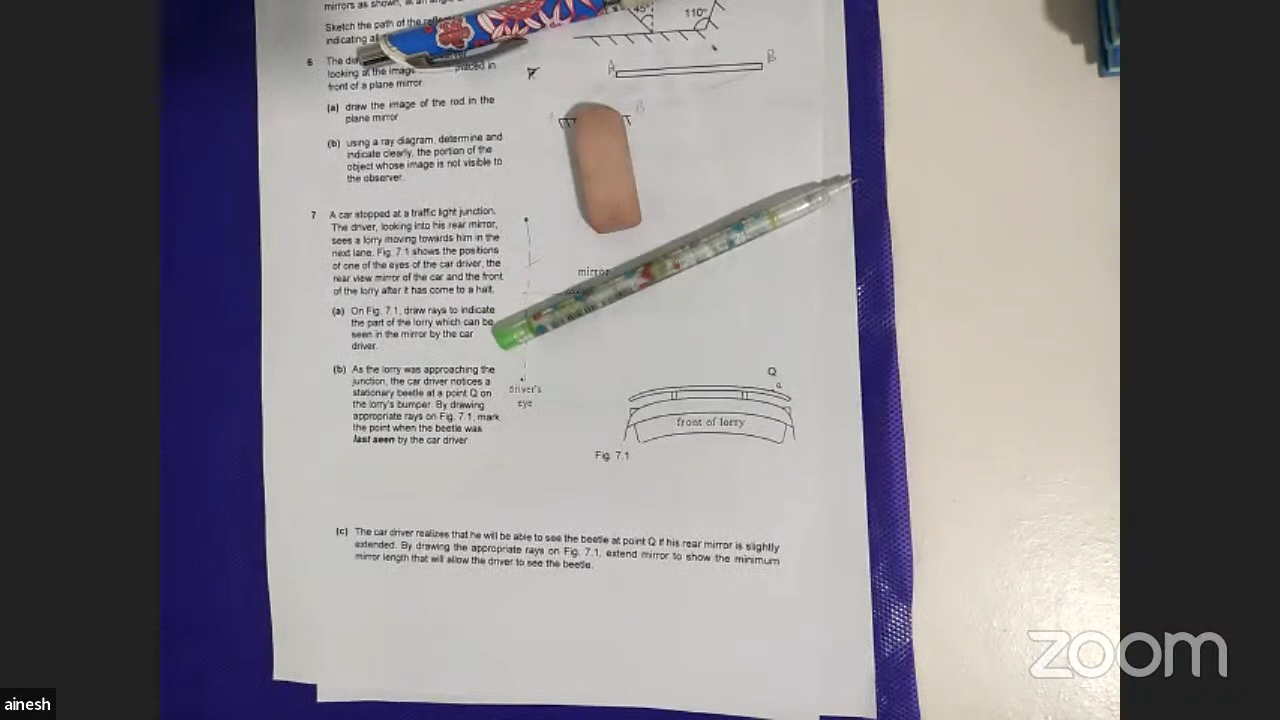 mirrors as shown, at an angle
Sketch the path of the
indicating
45°
110°
6 The
looking at the image placed in
front of a plane mirror.
A
B
(a) draw the image of the rod in the
plane mirror
B
(b) using a ray diagram, determine and
indicate clearly, the portion of the
object whose image is not visible to
the observer.
7 A car stopped at a traffic light junction.
The driver, looking into his rear mirror,
sees a lorry moving towards him in the
next lane. Fig. 7.1 shows the positions
of one of the eyes of the car driver, the
rear view mirror of the car and the front
of the lorry after it has come to a halt.
mirror
(a) On Fig. 7.1, draw rays to indicate
the part of the lorry which can be
seen in the mirror by the car
driver.
(b) As the lorry was approaching the
junction, the car driver notices a
stationary beetle at a point Q on
the lorry's bumper. By drawing
appropriate rays on Fig. 7.1, mark
the point when the beetle was
last seen by the car driver
driver's
eye
Q
front of lorry
Fig. 7.1
(c) The car driver realizes that he will be able to see the beetle at point Q if his rear mirror is slightly
extended. By drawing the appropriate rays on Fig. 7.1, extend mirror to show the minimum
mirror length that will allow the driver to see the beetle.
zoom
ainesh